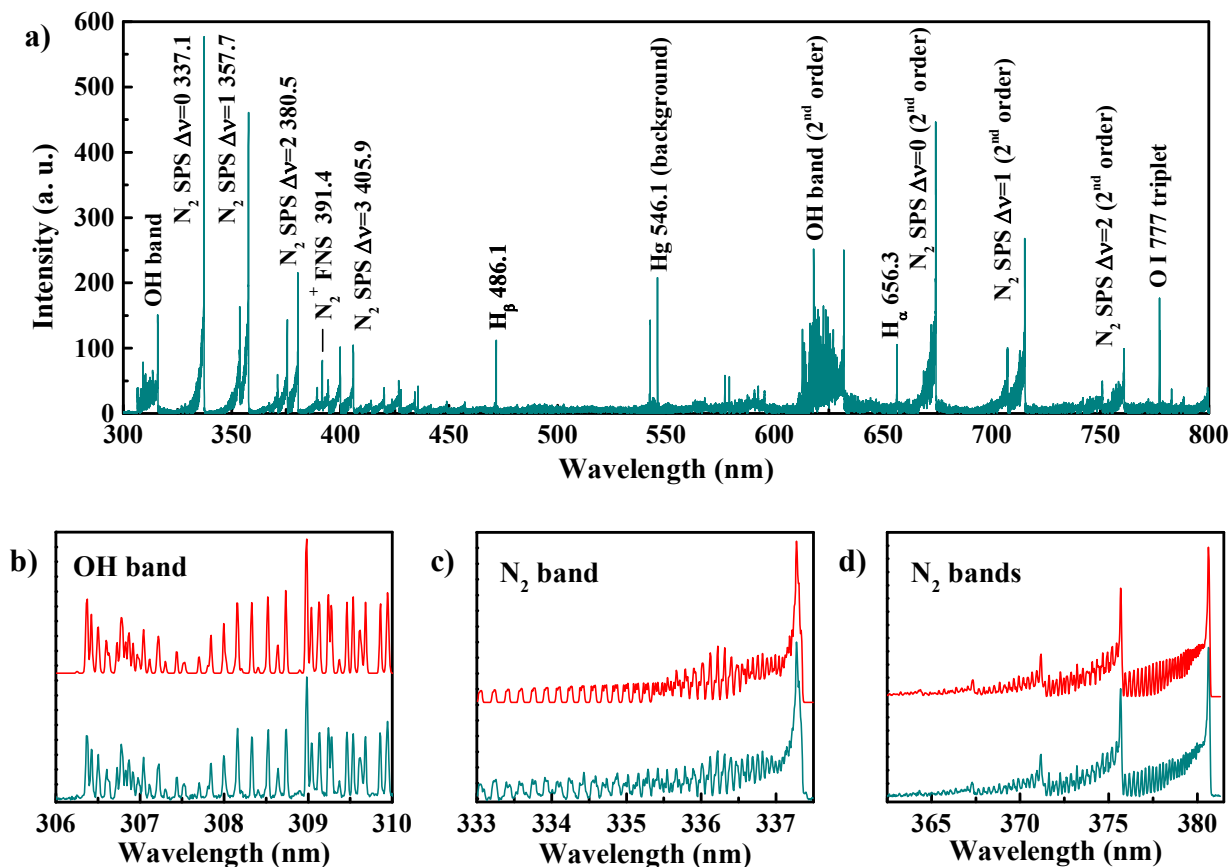 a)
600
500
400
300
200
100
0
Intensity (a. u.)
OH band
N₂ SPS Δν=0 337.1
N₂ SPS Δν=1 357.7
N₂ SPS Δν=2 380.5
N₂⁺ FNS 391.4
N₂ SPS Δν=3 405.9
Hβ 486.1
Hg 546.1 (background)
OH band (2ⁿᵈ order)
Hα 656.3
N₂ SPS Δν=0 (2ⁿᵈ order)
N₂ SPS Δν=1 (2ⁿᵈ order)
N₂ SPS Δν=2 (2ⁿᵈ order)
O I 777 triplet
300 350 400 450 500 550 600 650 700 750 800
Wavelength (nm)
b)
OH band
306 307 308 309 310
Wavelength (nm)
c)
N₂ band
333 334 335 336 337
Wavelength (nm)
d)
N₂ bands
365 370 375 380
Wavelength (nm)